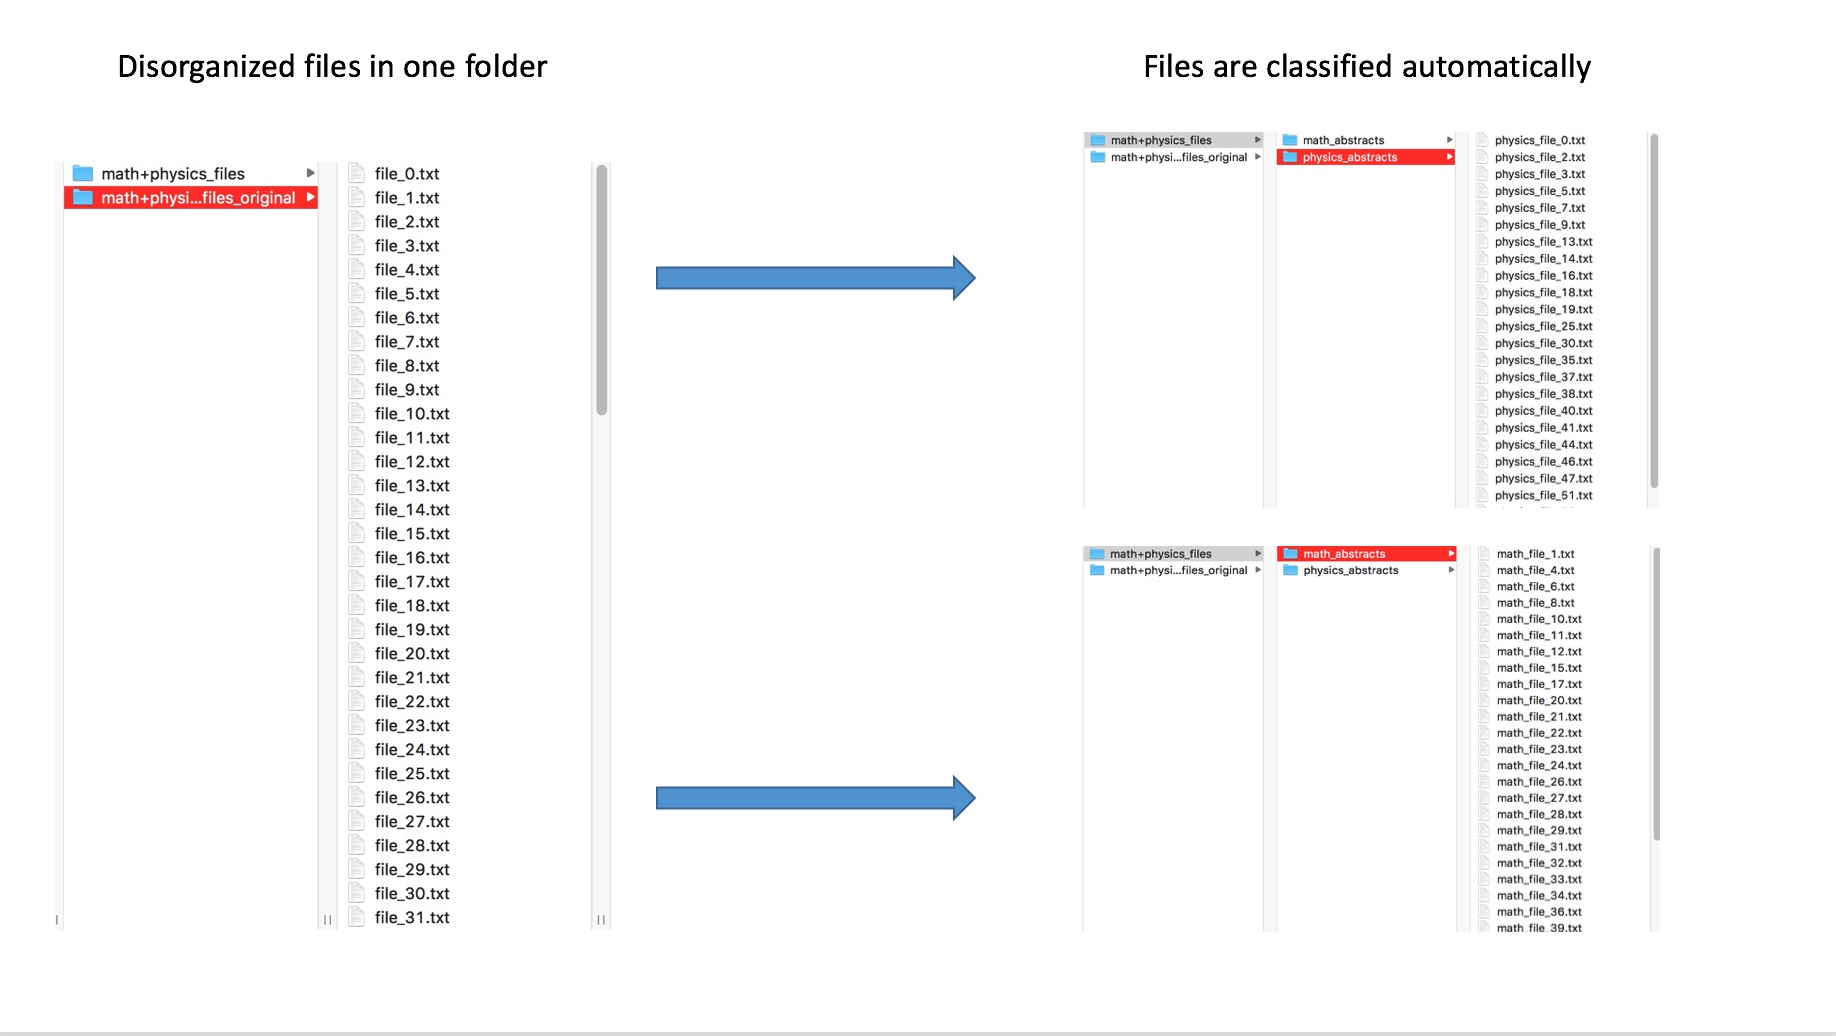 Disorganized files in one folder
Files are classified automatically
math+physics_files
math+physi...files_original
file_0.txt
file_1.txt
file_2.txt
file_3.txt
file_4.txt
file_5.txt
file_6.txt
file_7.txt
file_8.txt
file_9.txt
file_10.txt
file_11.txt
file_12.txt
file_13.txt
file_14.txt
file_15.txt
file_16.txt
file_17.txt
file_18.txt
file_19.txt
file_20.txt
file_21.txt
file_22.txt
file_23.txt
file_24.txt
file_25.txt
file_26.txt
file_27.txt
file_28.txt
file_29.txt
file_30.txt
file_31.txt
math+physics_files
math+physi...files_original
math_abstracts
physics_abstracts
physics_file_0.txt
physics_file_2.txt
physics_file_3.txt
physics_file_5.txt
physics_file_7.txt
physics_file_9.txt
physics_file_13.txt
physics_file_14.txt
physics_file_16.txt
physics_file_18.txt
physics_file_19.txt
physics_file_25.txt
physics_file_30.txt
physics_file_35.txt
physics_file_37.txt
physics_file_38.txt
physics_file_40.txt
physics_file_41.txt
physics_file_44.txt
physics_file_46.txt
physics_file_47.txt
physics_file_51.txt
math+physics_files
math+physi...files_original
math_abstracts
physics_abstracts
math_file_1.txt
math_file_4.txt
math_file_6.txt
math_file_8.txt
math_file_10.txt
math_file_11.txt
math_file_12.txt
math_file_15.txt
math_file_17.txt
math_file_20.txt
math_file_21.txt
math_file_22.txt
math_file_23.txt
math_file_24.txt
math_file_26.txt
math_file_27.txt
math_file_28.txt
math_file_29.txt
math_file_31.txt
math_file_32.txt
math_file_33.txt
math_file_34.txt
math_file_36.txt
math_file_39.txt